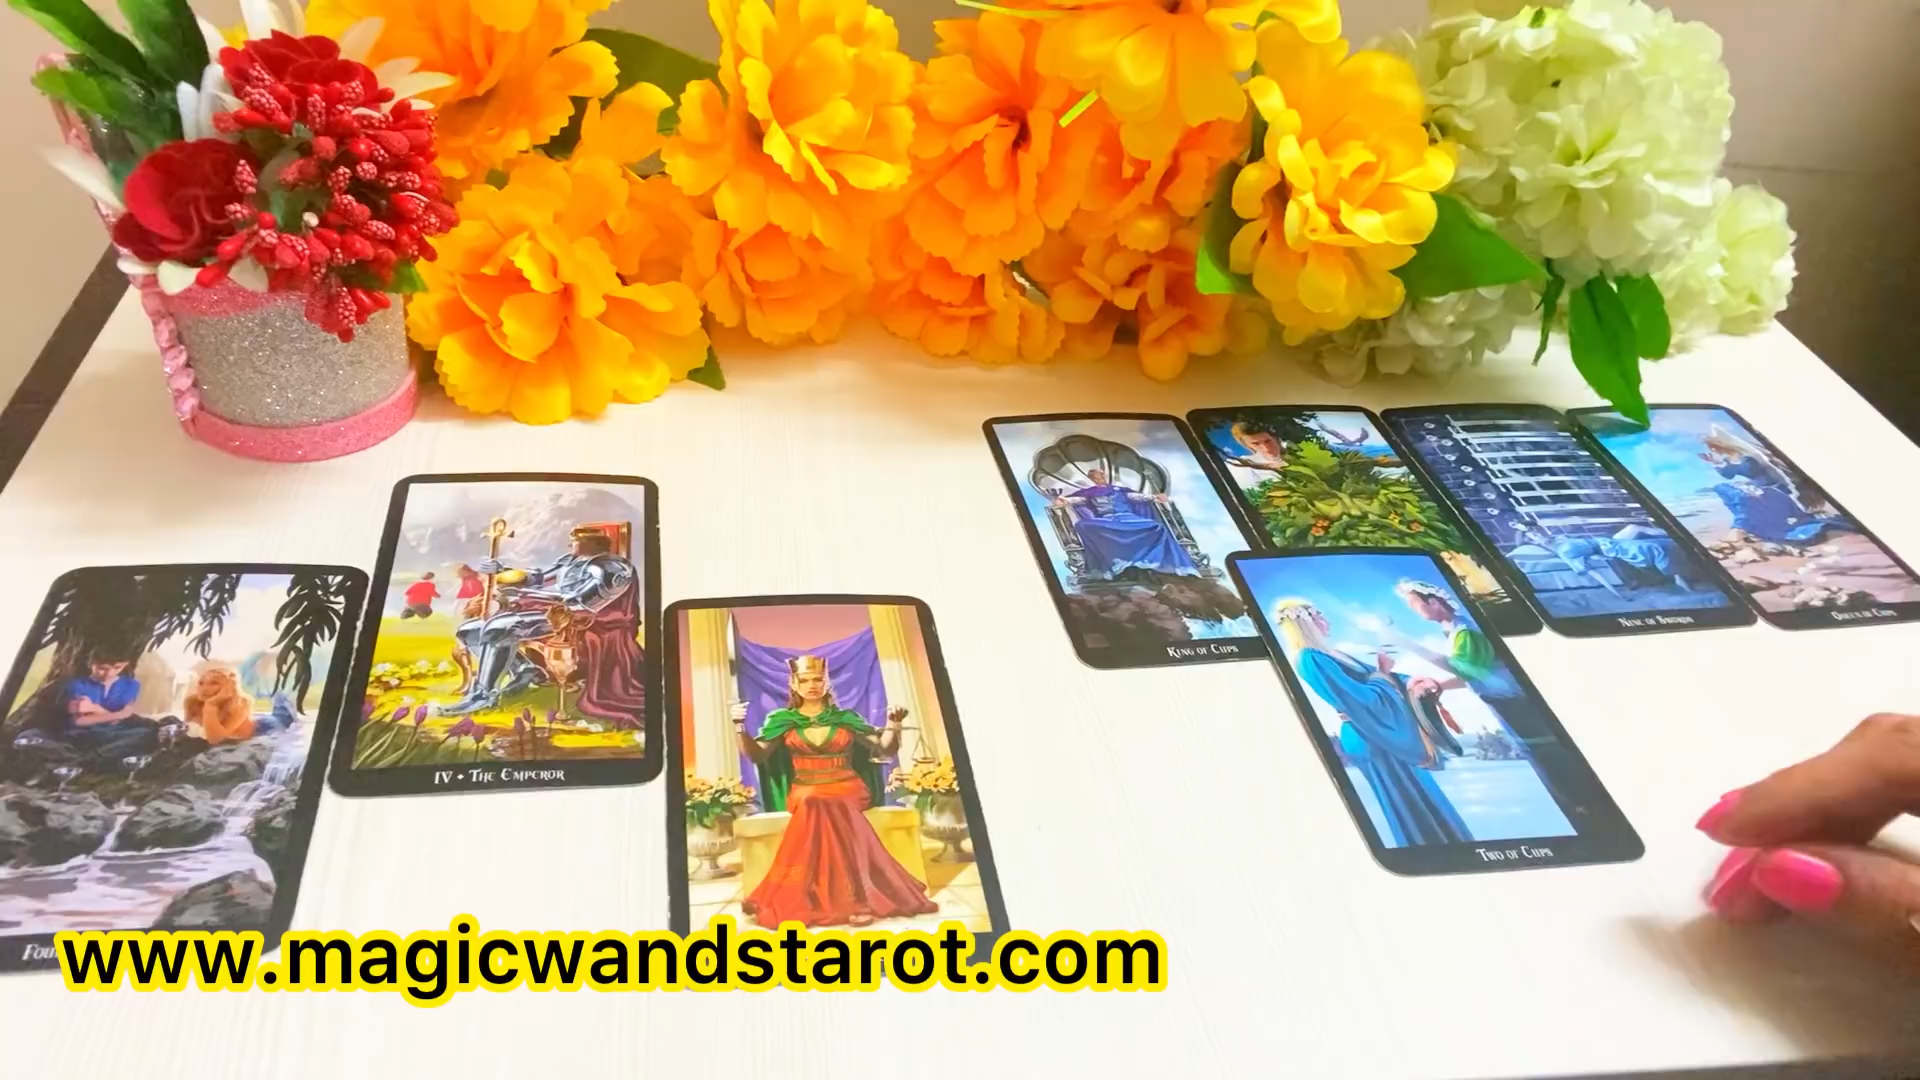 IV • THE EMPEROR
KING OF CUPS
NINE OF SWORDS
QUEEN OF CUPS
TWO OF CUPS
www.magicwandstarot.com